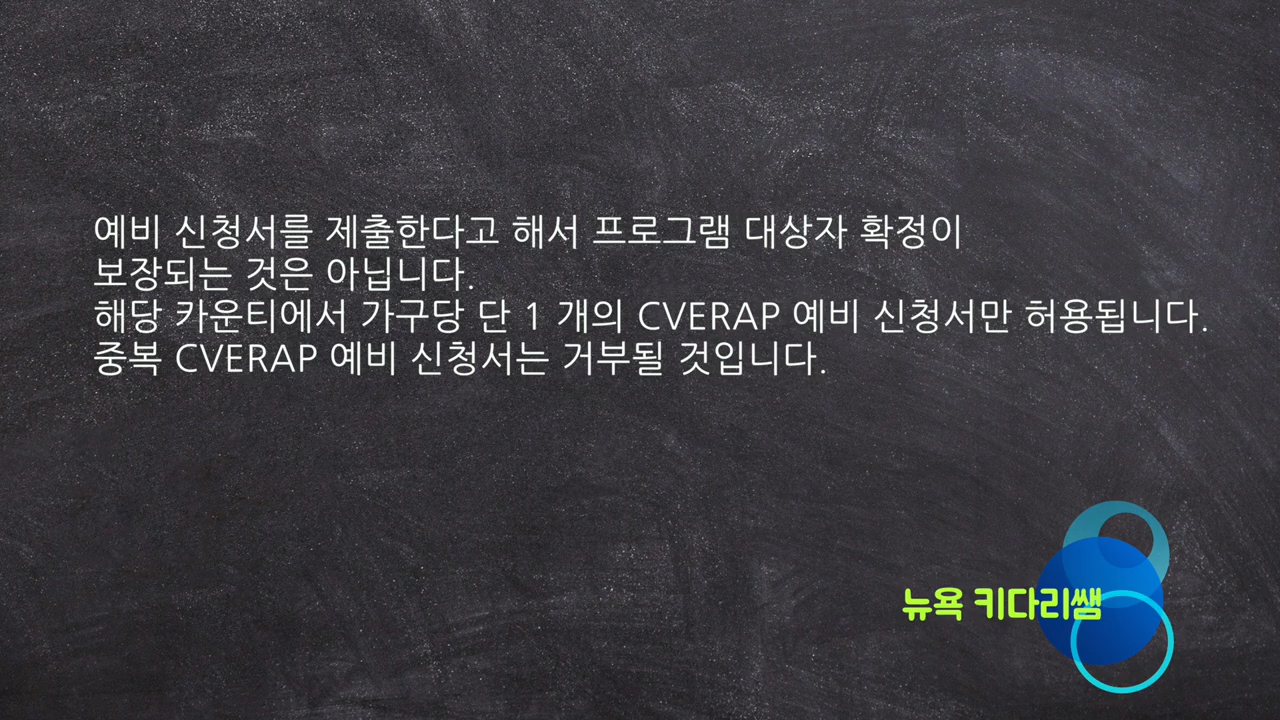 예비 신청서를 제출한다고 해서 프로그램 대상자 확정이
보장되는 것은 아닙니다.
해당 카운티에서 가구당 단 1 개의 CVERAP 예비 신청서만 허용됩니다.
중복 CVERAP 예비 신청서는 거부될 것입니다.
뉴욕 키다리쌤